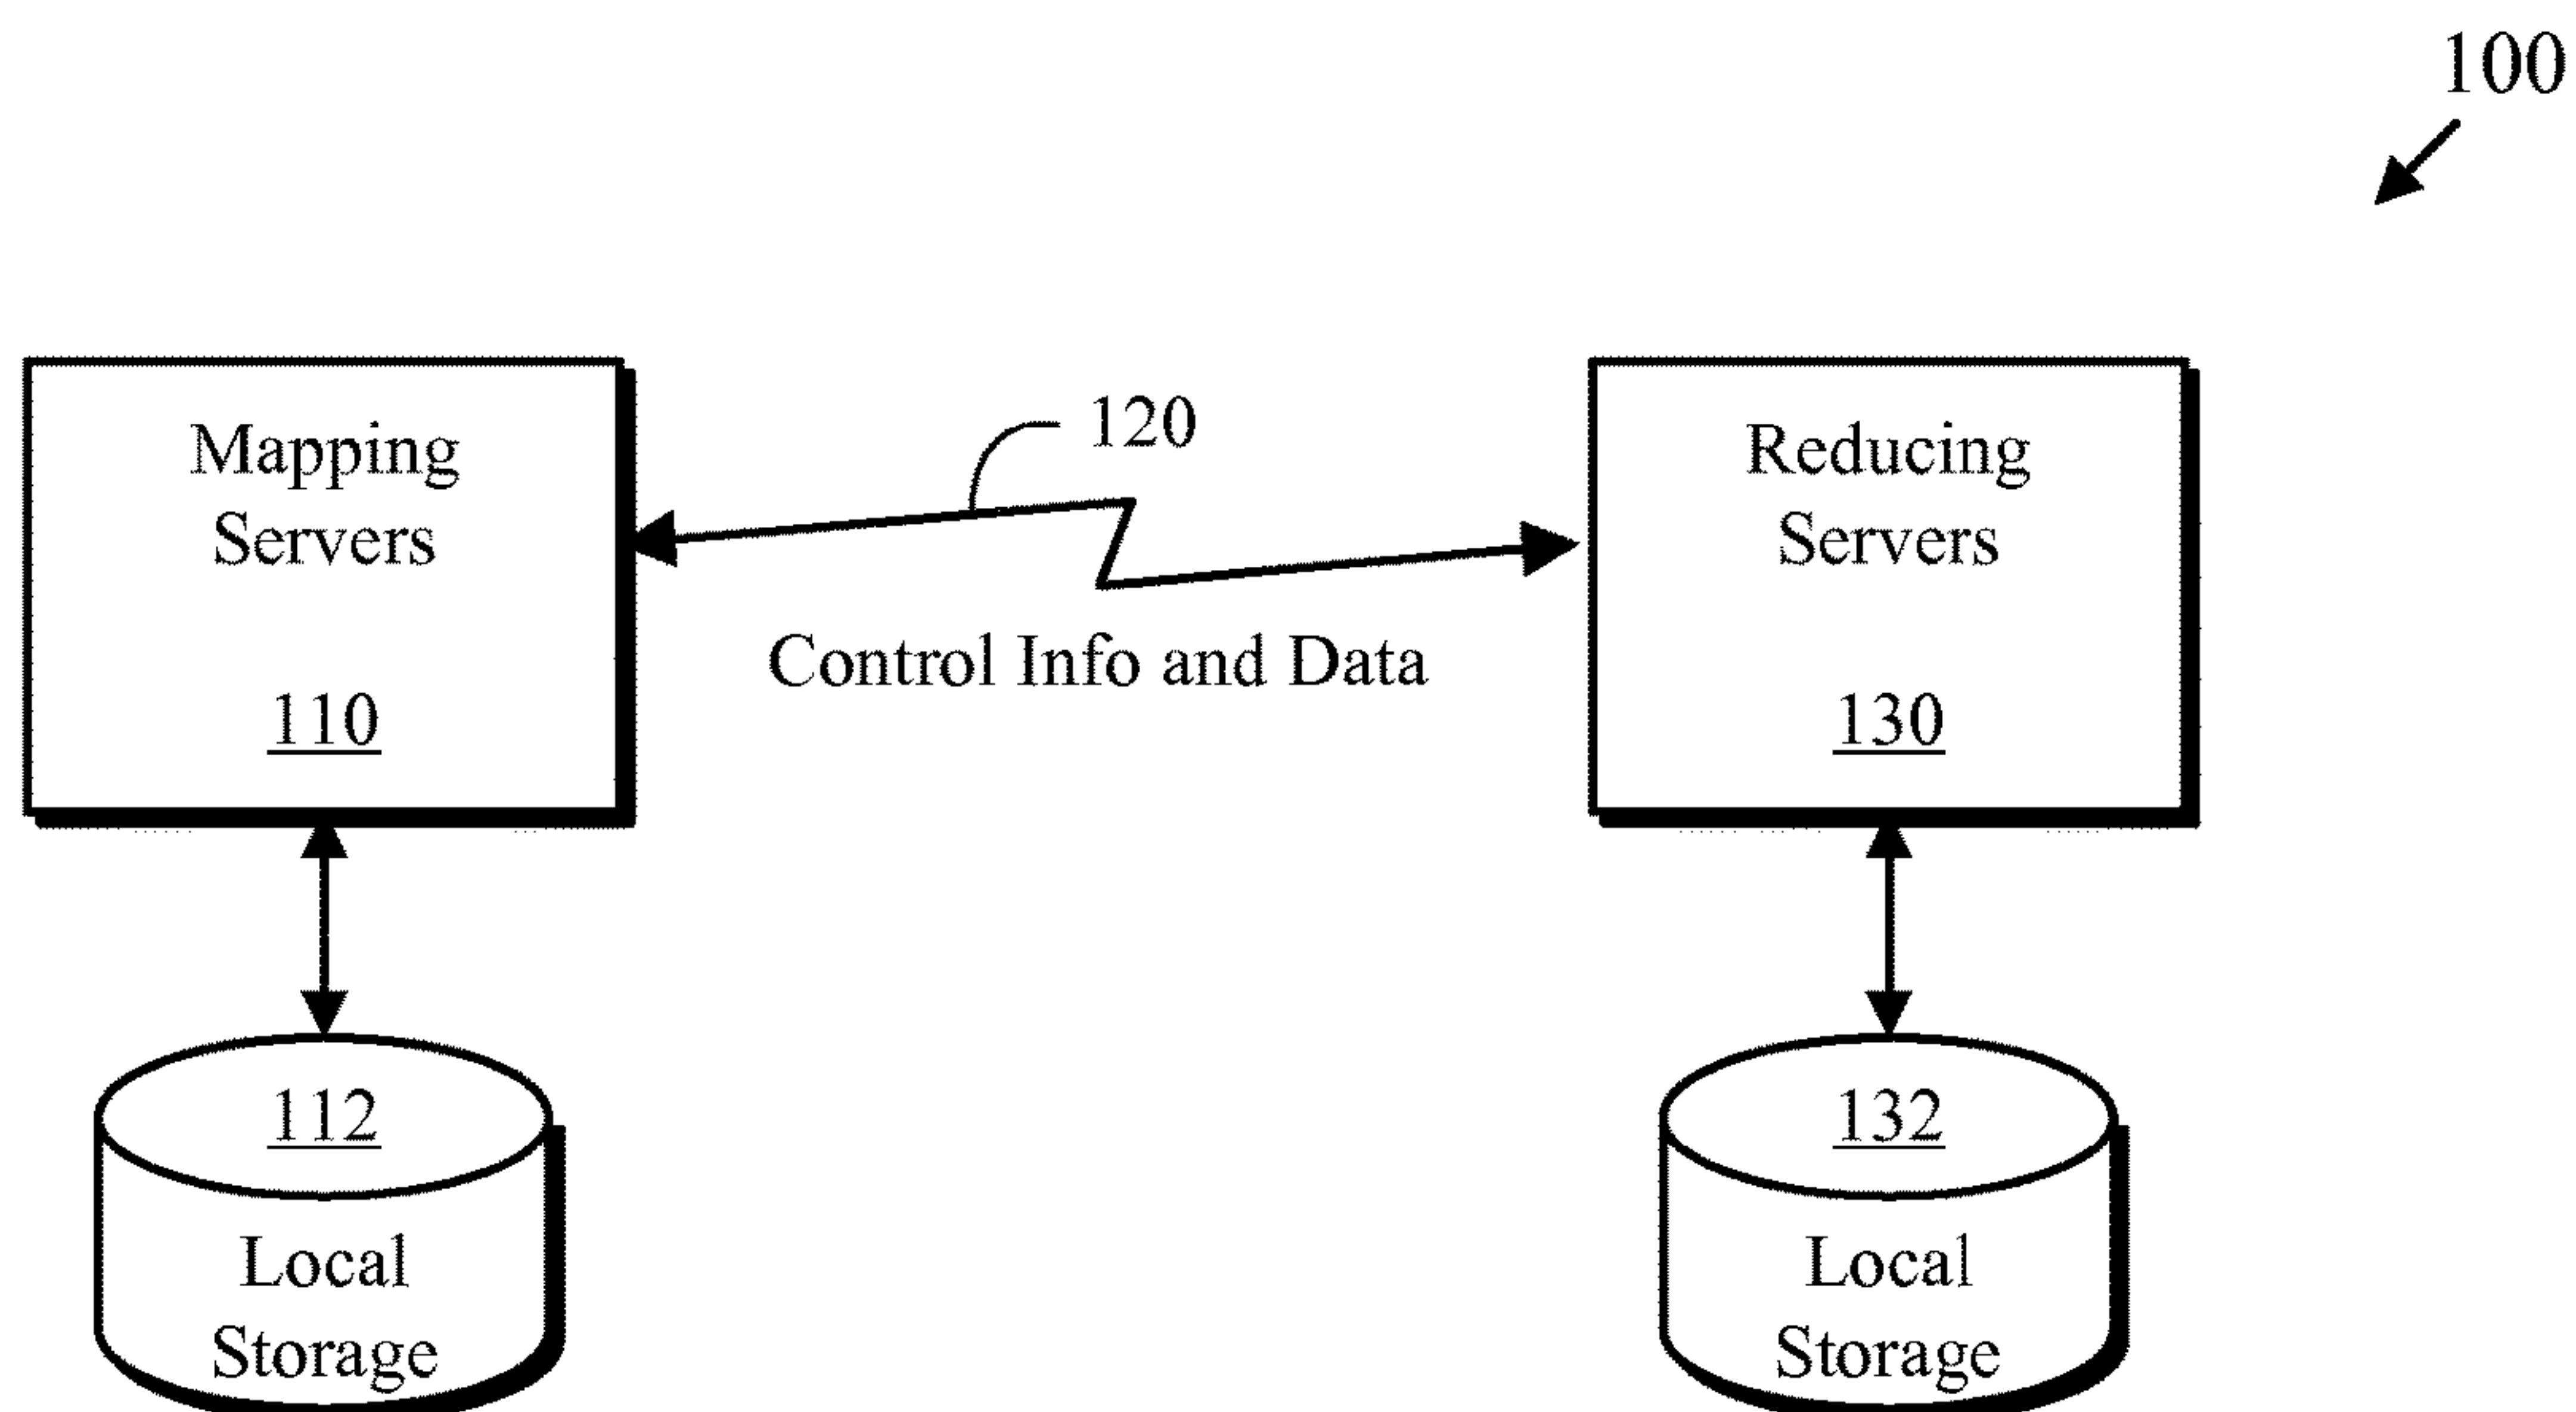 100
Mapping
Servers
110
120
Control Info and Data
Reducing
Servers
130
112
Local
Storage
132
Local
Storage